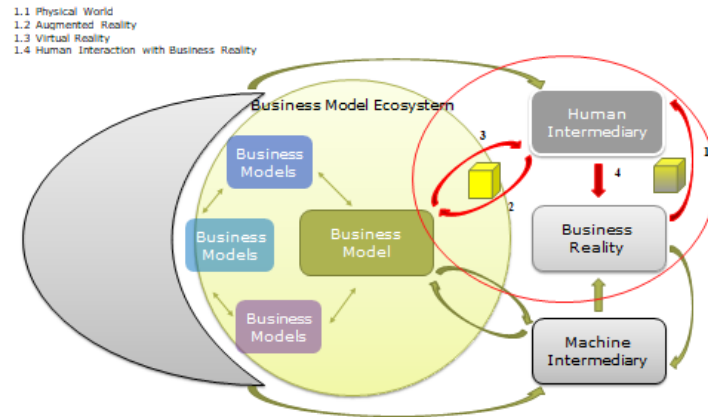 1.1 Physical World
1.2 Augmented Reality
1.3 Virtual Reality
1.4 Human Interaction with Business Reality
Business Model Ecosystem
Human
Intermediary
3
1
Business
Models
4
2
Business
Models
Business
Model
Business
Reality
Business
Models
Machine
Intermediary